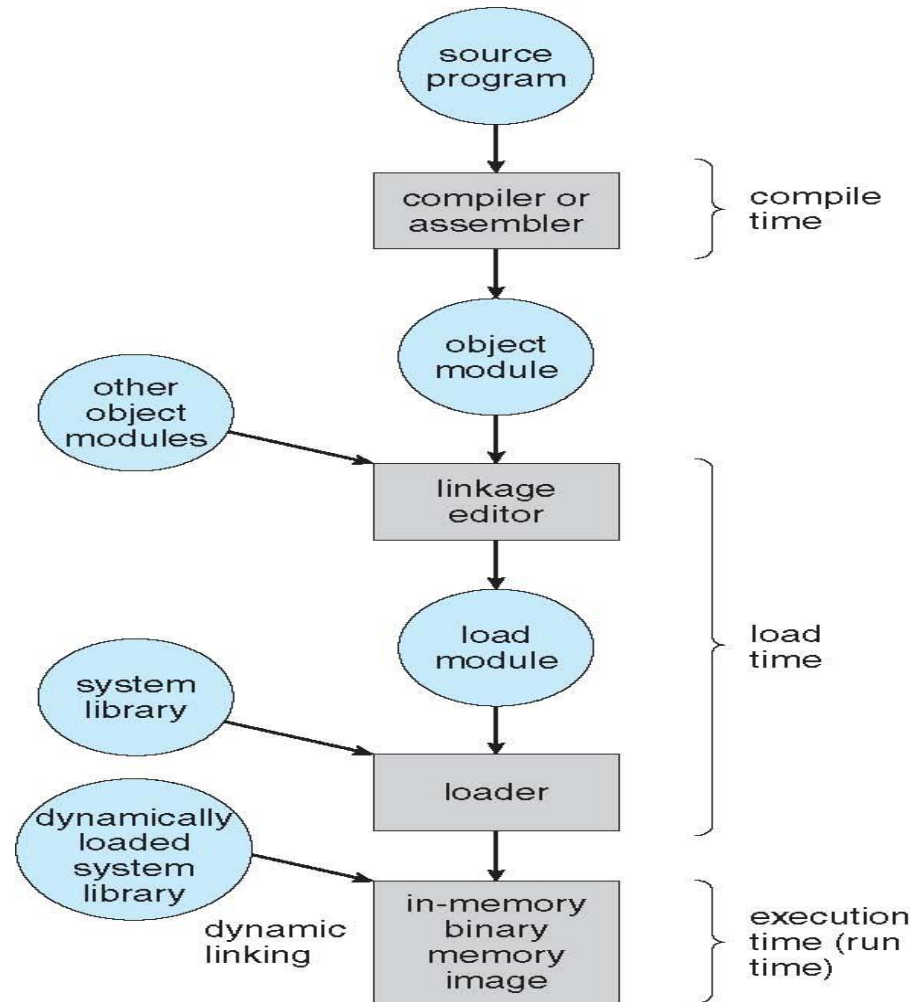 source
program
compiler or
assembler
compile
time
object
module
other
object
modules
linkage
editor
load
module
load
time
system
library
loader
dynamically
loaded
system
library
in-memory
binary
memory
image
dynamic
linking
execution
time (run
time)